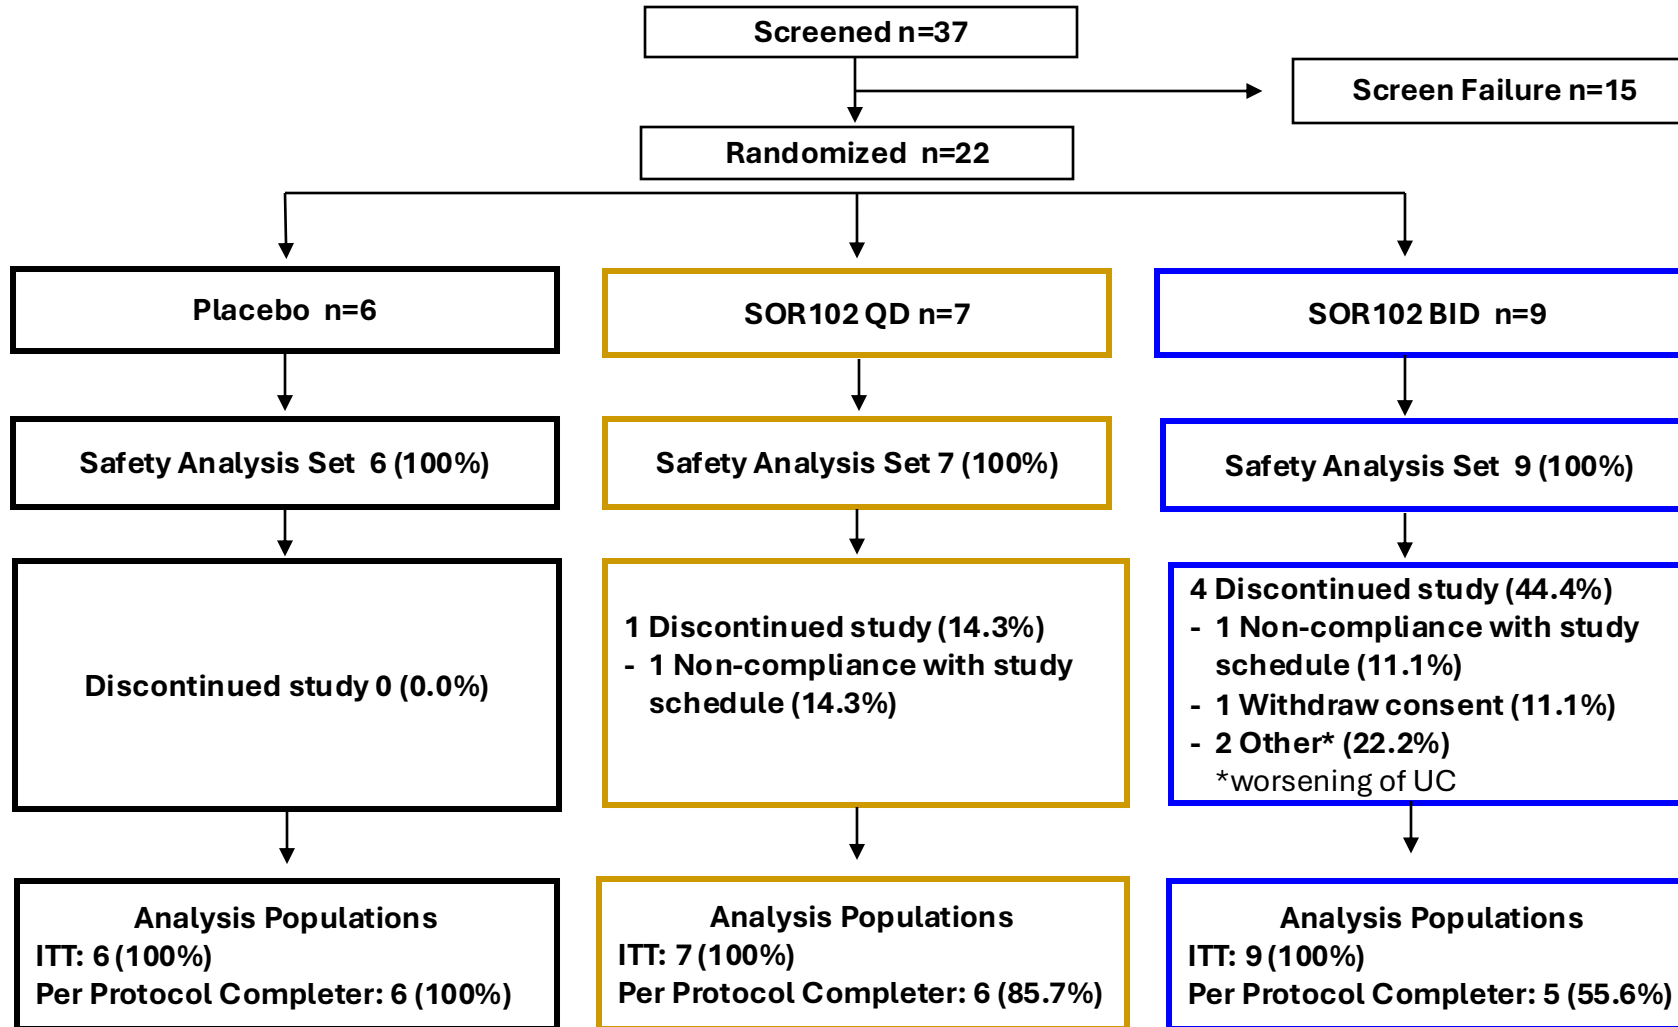 Screened n=37
Screen Failure n=15
Randomized n=22
Placebo n=6
SOR102 QD n=7
SOR102 BID n=9
Safety Analysis Set 6 (100%)
Safety Analysis Set 7 (100%)
Safety Analysis Set 9 (100%)
Discontinued study 0 (0.0%)
1 Discontinued study (14.3%)
- 1 Non-compliance with study
schedule (14.3%)
4 Discontinued study (44.4%)
- 1 Non-compliance with study
schedule (11.1%)
- 1 Withdraw consent (11.1%)
- 2 Other* (22.2%)
*worsening of UC
Analysis Populations
ITT: 6 (100%)
Per Protocol Completer: 6 (100%)
Analysis Populations
ITT: 7 (100%)
Per Protocol Completer: 6 (85.7%)
Analysis Populations
ITT: 9 (100%)
Per Protocol Completer: 5 (55.6%)